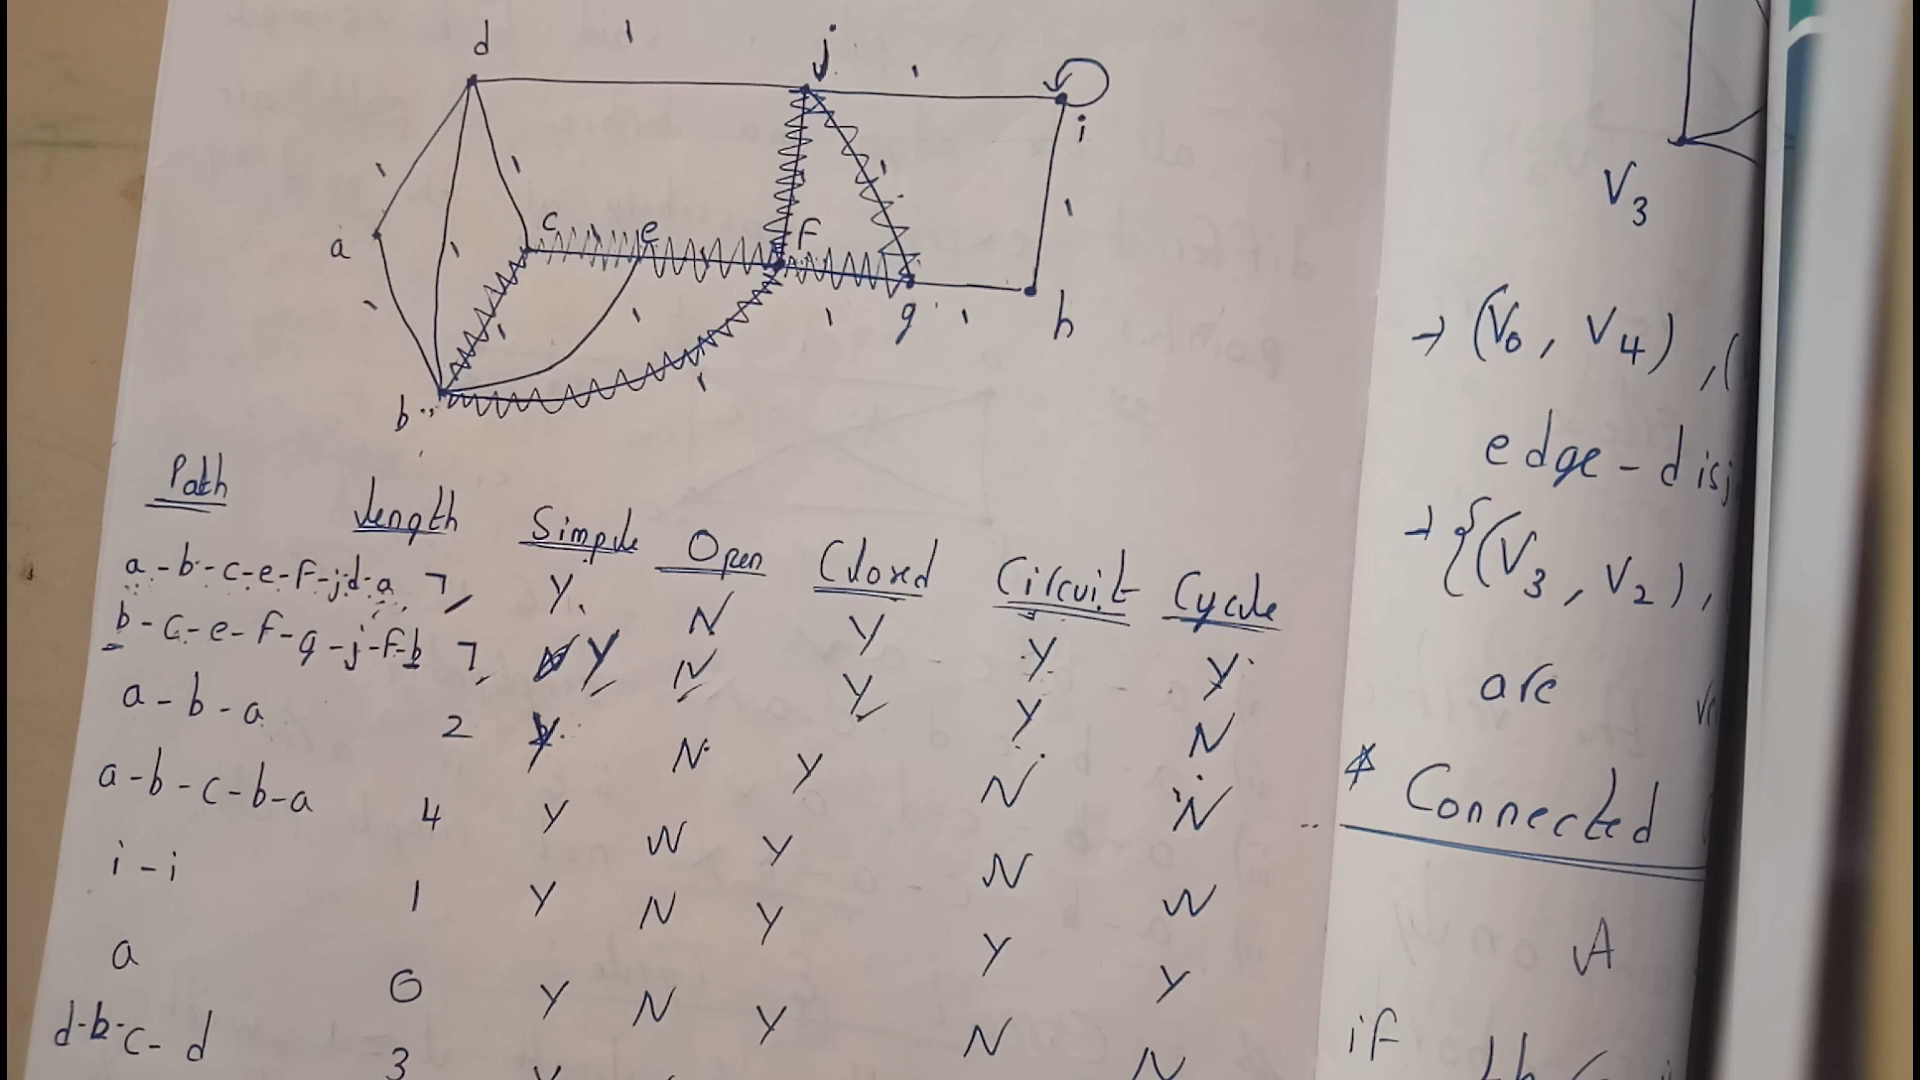 d
j
i
a
c
e
f
g
h
b
Path length Simple Open Closed Circuit Cycle
a-b-c-e-f-j-d-a 7 Y N Y Y Y
b-c-e-f-g-j-f-b 7 Y N Y Y N
a-b-a 2 Y N Y N N
a-b-c-b-a 4 Y N Y N N
i-i 1 Y N Y Y Y
a 0 Y N Y N N
d-b-c-d 3
V3
→ (V0, V4), (
edge-disj
→ {(V3, V2),
are
* Connected
A
if